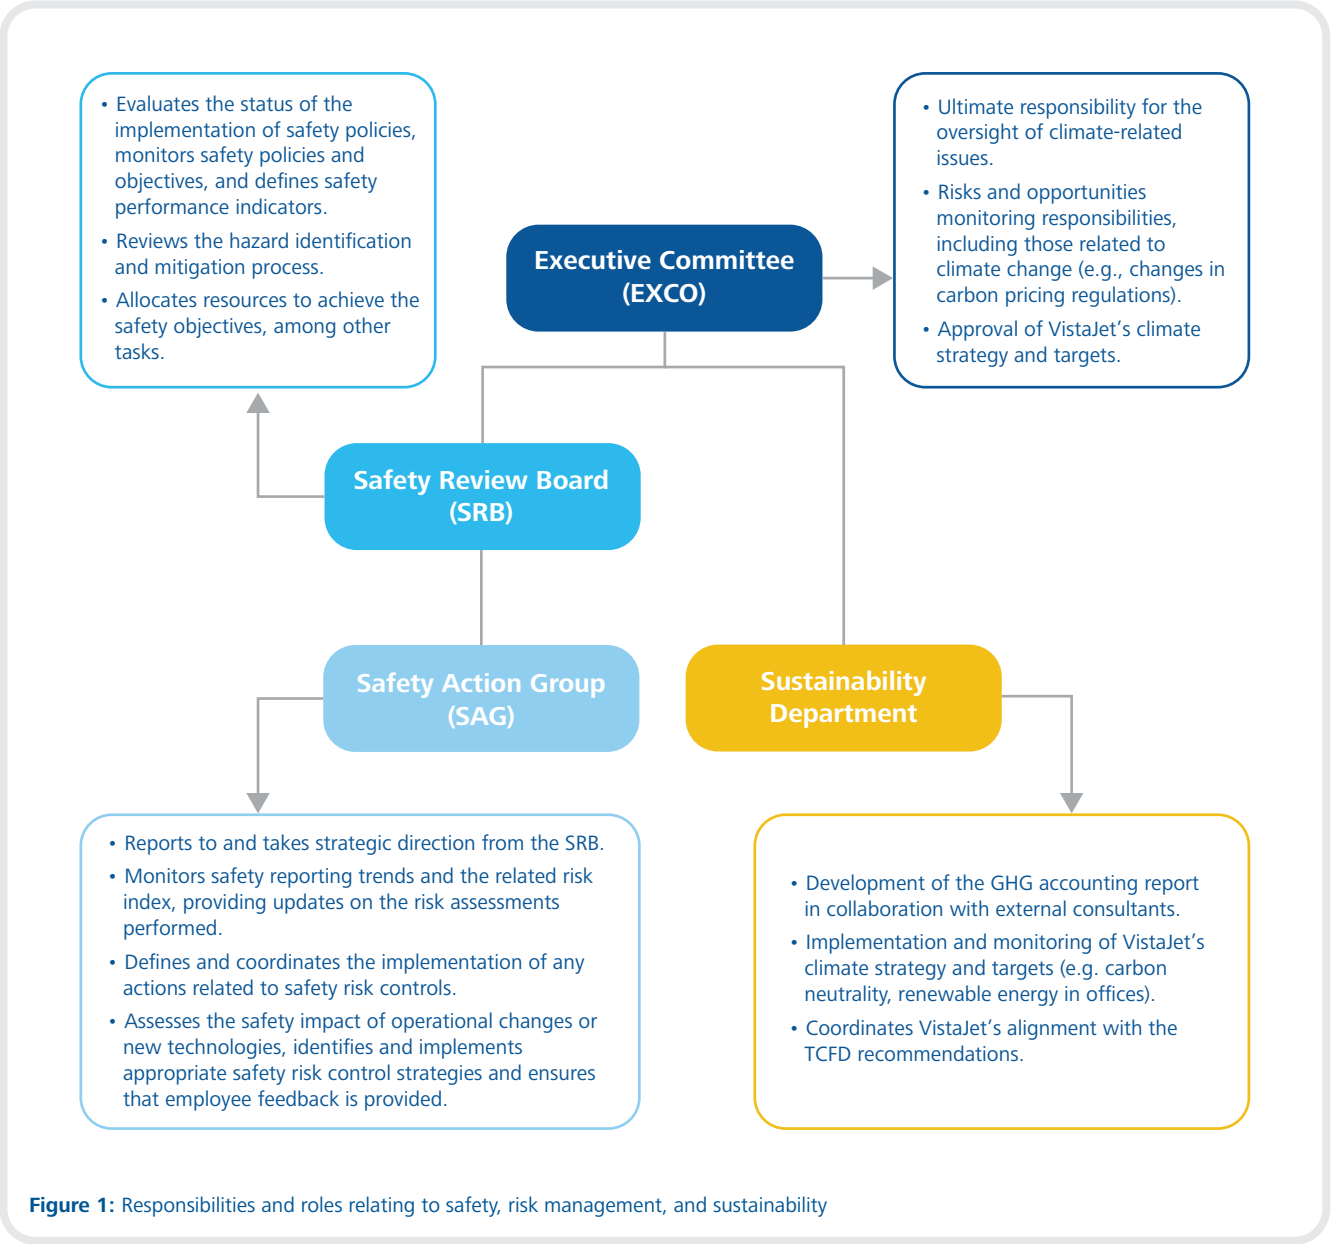 • Evaluates the status of the
implementation of safety policies,
monitors safety policies and
objectives, and defines safety
performance indicators.
• Reviews the hazard identification
and mitigation process.
• Allocates resources to achieve the
safety objectives, among other
tasks.
Executive Committee
(EXCO)
• Ultimate responsibility for the
oversight of climate-related
issues.
• Risks and opportunities
monitoring responsibilities,
including those related to
climate change (e.g., changes in
carbon pricing regulations).
• Approval of VistaJet’s climate
strategy and targets.
Safety Review Board
(SRB)
Safety Action Group
(SAG)
Sustainability
Department
• Reports to and takes strategic direction from the SRB.
• Monitors safety reporting trends and the related risk
index, providing updates on the risk assessments
performed.
• Defines and coordinates the implementation of any
actions related to safety risk controls.
• Assesses the safety impact of operational changes or
new technologies, identifies and implements
appropriate safety risk control strategies and ensures
that employee feedback is provided.
• Development of the GHG accounting report
in collaboration with external consultants.
• Implementation and monitoring of VistaJet’s
climate strategy and targets (e.g. carbon
neutrality, renewable energy in offices).
• Coordinates VistaJet’s alignment with the
TCFD recommendations.
Figure 1: Responsibilities and roles relating to safety, risk management, and sustainability